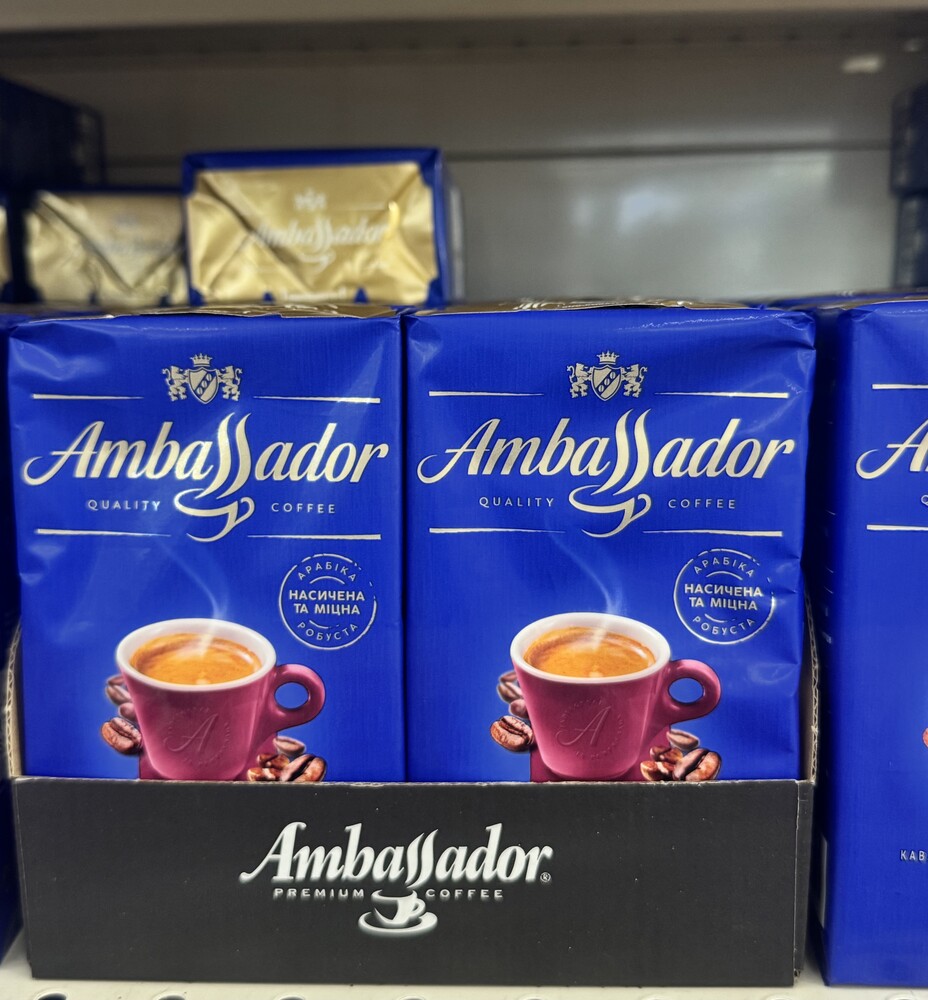 Ambassador
Ambassador
QUALITY COFFEE
АРАБІКА
НАСИЧЕНА
ТА МІЦНА
РОБУСТА
A
Ambassador
QUALITY COFFEE
АРАБІКА
НАСИЧЕНА
ТА МІЦНА
РОБУСТА
A
Ambassador®
PREMIUM COFFEE